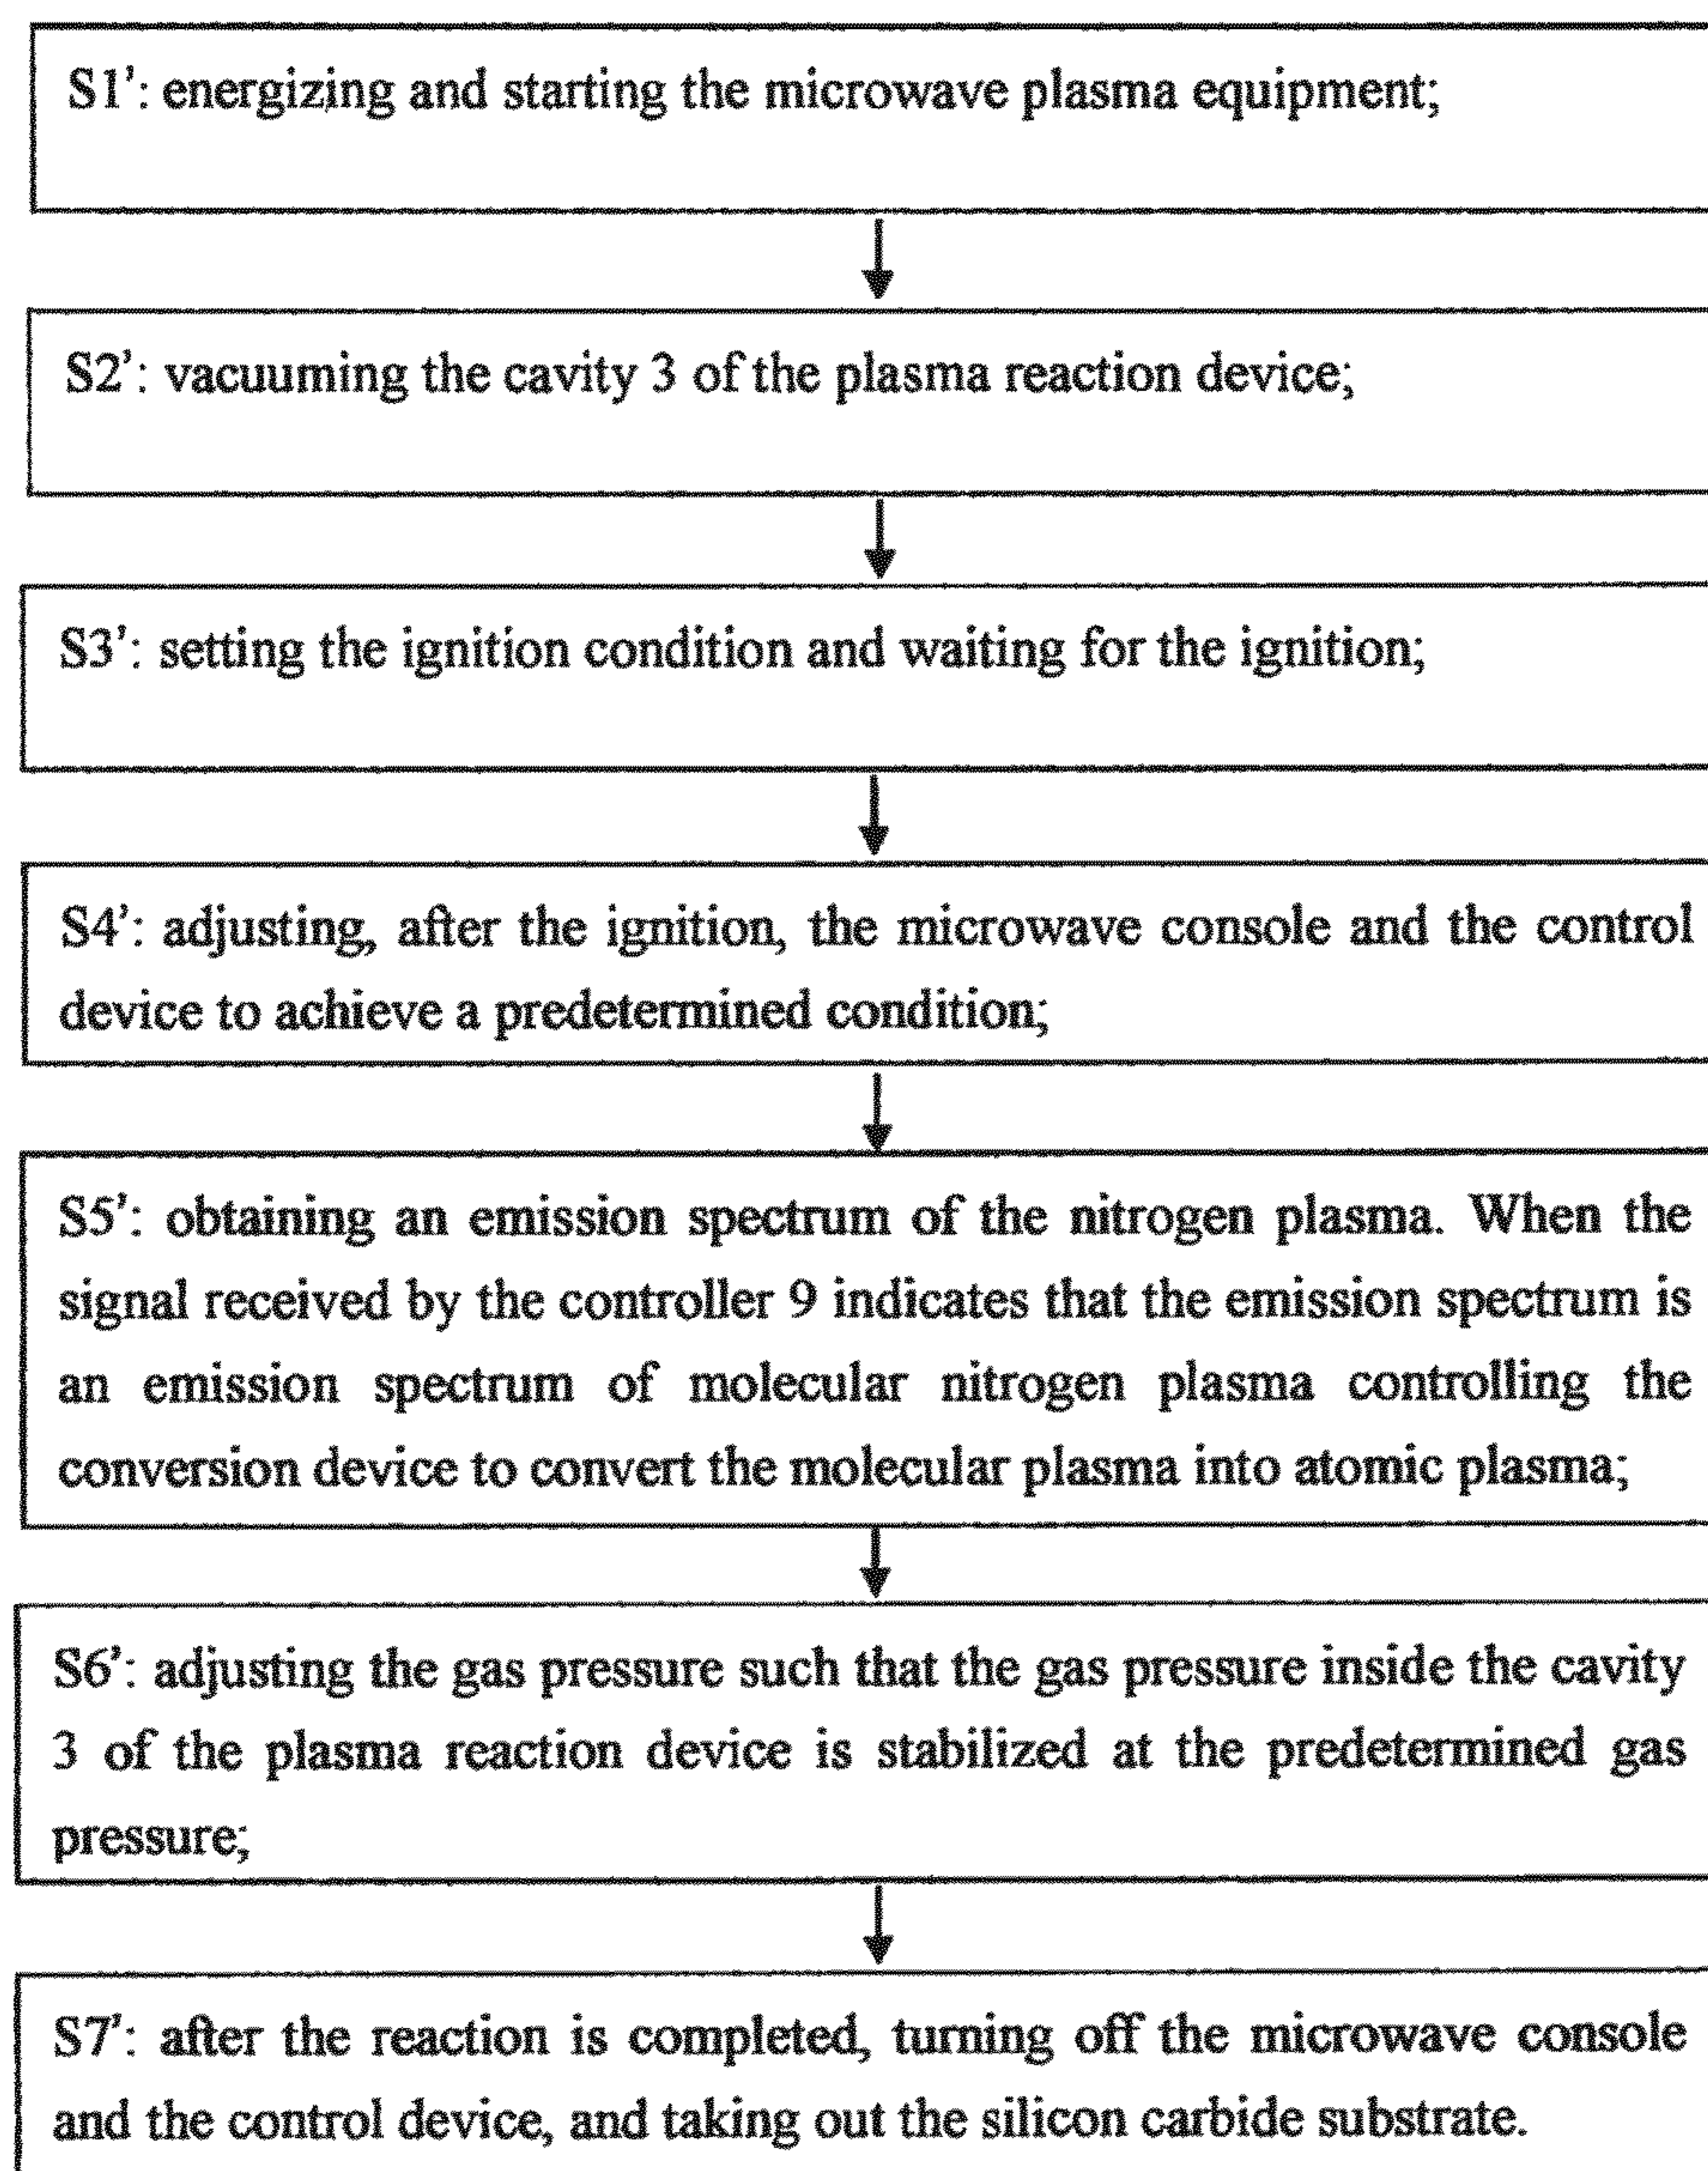 S1’: energizing and starting the microwave plasma equipment;
S2’: vacuuming the cavity 3 of the plasma reaction device;
S3’: setting the ignition condition and waiting for the ignition;
S4’: adjusting, after the ignition, the microwave console and the control
device to achieve a predetermined condition;
S5’: obtaining an emission spectrum of the nitrogen plasma. When the
signal received by the controller 9 indicates that the emission spectrum is
an emission spectrum of molecular nitrogen plasma controlling the
conversion device to convert the molecular plasma into atomic plasma;
S6’: adjusting the gas pressure such that the gas pressure inside the cavity
3 of the plasma reaction device is stabilized at the predetermined gas
pressure;
S7’: after the reaction is completed, turning off the microwave console
and the control device, and taking out the silicon carbide substrate.